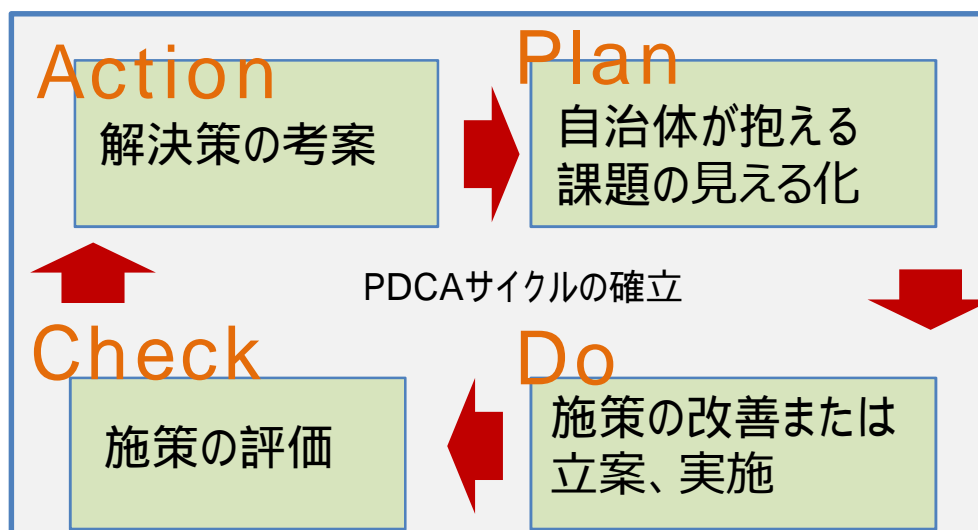 Action
解決策の考案
Plan
自治体が抱える
課題の見える化
PDCAサイクルの確立
Check
施策の評価
Do
施策の改善または
立案、実施